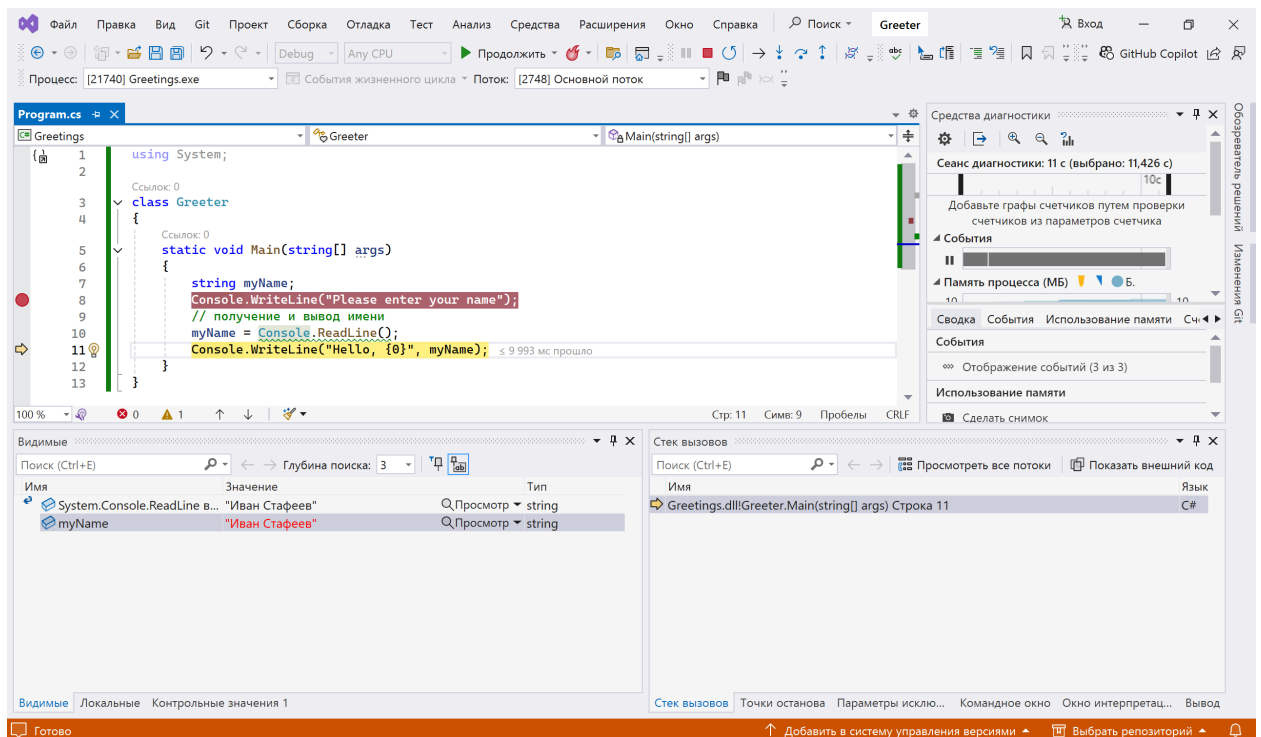 Файл Правка Вид Git Проект Сборка Отладка Тест Анализ Средства Расширения Окно Справка Поиск Greeter Вход
Debug Any CPU Продолжить GitHub Copilot
Процесс: [21740] Greetings.exe События жизненного цикла Поток: [2748] Основной поток
Program.cs
Greetings Greeter Main(string[] args)
1 using System;
2
Ссылок: 0
3 class Greeter
4 {
Ссылок: 0
5 static void Main(string[] args)
6 {
7 string myName;
8 Console.WriteLine("Please enter your name");
9 // получение и вывод имени
10 myName = Console.ReadLine();
11 Console.WriteLine("Hello, {0}", myName); ≤ 9 993 мс прошло
12 }
13 }
100 % 0 1 Стр: 11 Симв: 9 Пробелы CRLF
Средства диагностики
Сеанс диагностики: 11 с (выбрано: 11,426 с)
10с
Добавьте графы счетчиков путем проверки
счетчиков из параметров счетчика
События
Память процесса (МБ) Б.
10 10
Сводка События Использование памяти Сч
События
Отображение событий (3 из 3)
Использование памяти
Сделать снимок
Обозреватель решений
Изменения Git
Видимые
Поиск (Ctrl+E) Глубина поиска: 3
Имя Значение Тип
System.Console.ReadLine в... "Иван Стафеев" Просмотр string
myName "Иван Стафеев" Просмотр string
Видимые Локальные Контрольные значения 1
Стек вызовов
Поиск (Ctrl+E) Просмотреть все потоки Показать внешний код
Имя Язык
Greetings.dll!Greeter.Main(string[] args) Строка 11 C#
Стек вызовов Точки останова Параметры исклю... Командное окно Окно интерпретац... Вывод
Готово Добавить в систему управления версиями Выбрать репозиторий